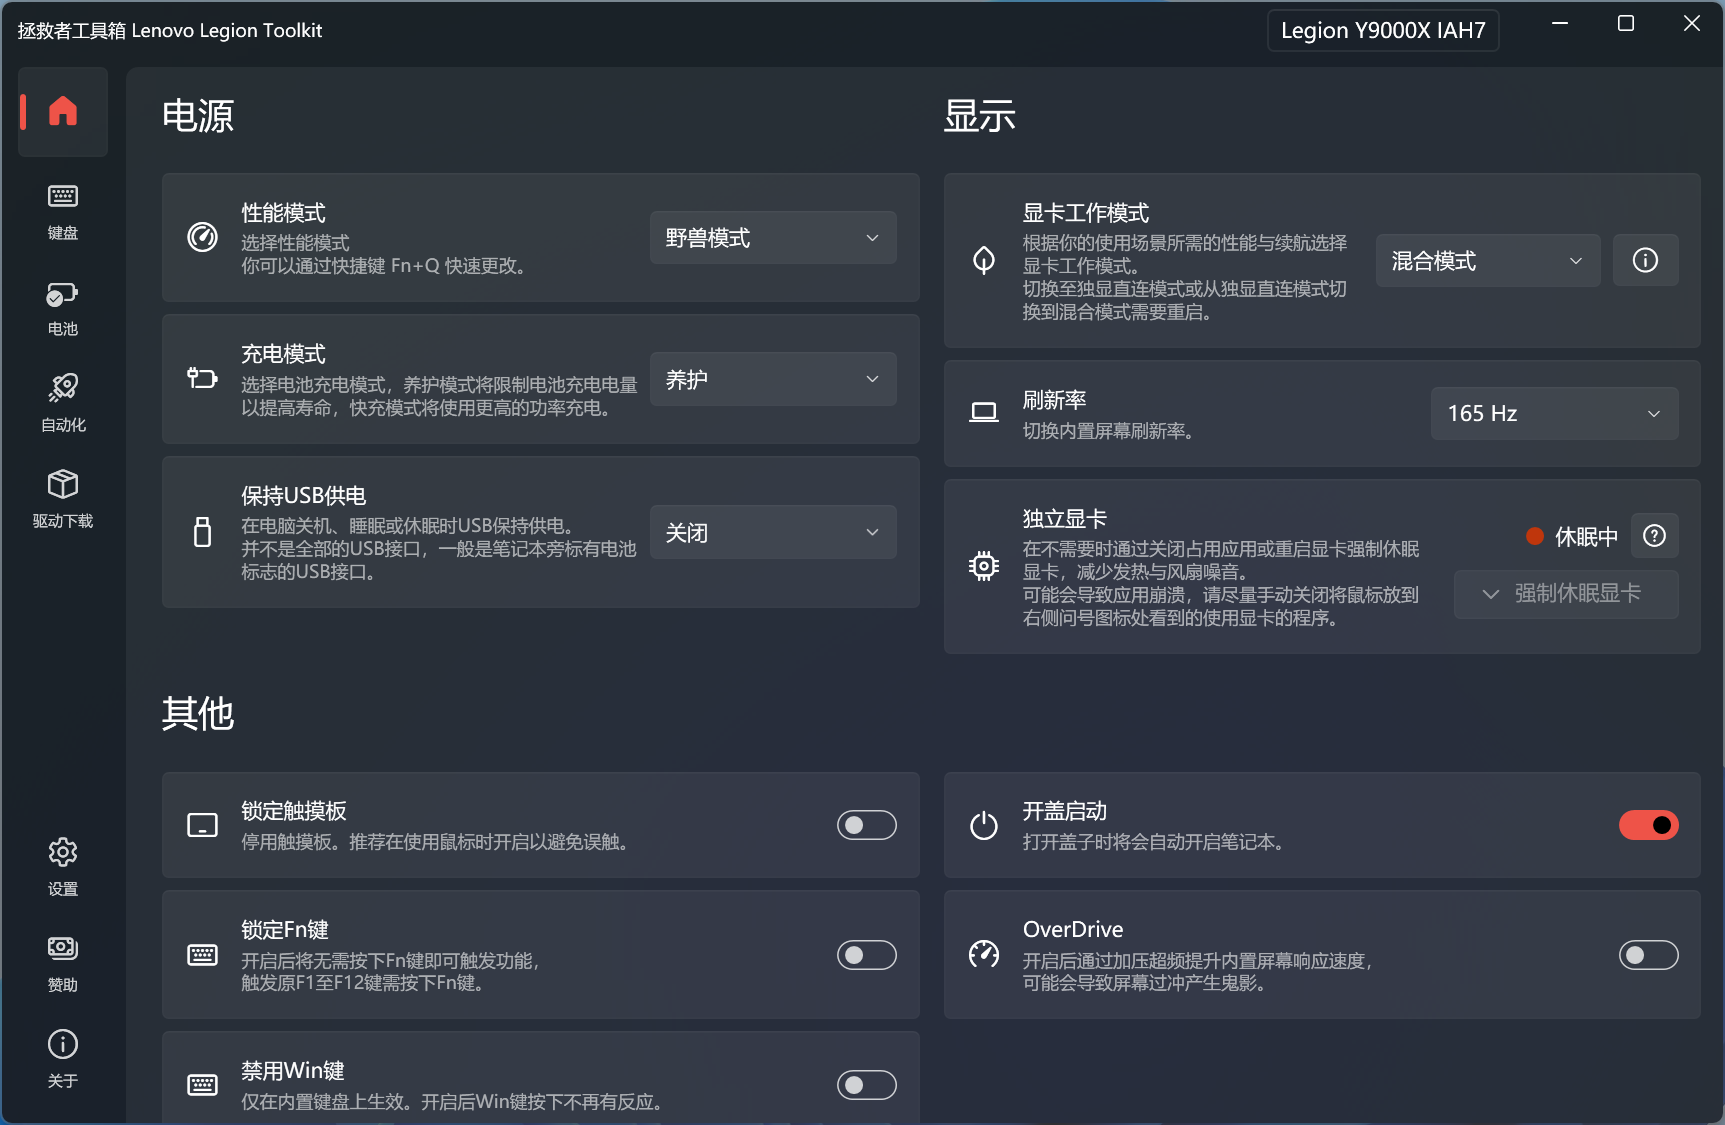 拯救者工具箱 Lenovo Legion Toolkit
Legion Y9000X IAH7
键盘
电池
自动化
驱动下载
设置
赞助
关于
电源
性能模式
选择性能模式
你可以通过快捷键 Fn+Q 快速更改。
野兽模式
充电模式
选择电池充电模式，养护模式将限制电池充电电量
以提高寿命，快充模式将使用更高的功率充电。
养护
保持USB供电
在电脑关机、睡眠或休眠时USB保持供电。
并不是全部的USB接口，一般是笔记本旁标有电池
标志的USB接口。
关闭
显示
显卡工作模式
根据你的使用场景所需的性能与续航选择
显卡工作模式。
切换至独显直连模式或从独显直连模式切
换到混合模式需要重启。
混合模式
刷新率
切换内置屏幕刷新率。
165 Hz
独立显卡
在不需要时通过关闭占用应用或重启显卡强制休眠
显卡，减少发热与风扇噪音。
可能会导致应用崩溃，请尽量手动关闭将鼠标放到
右侧问号图标处看到的使用显卡的程序。
休眠中
强制休眠显卡
其他
锁定触摸板
停用触摸板。推荐在使用鼠标时开启以避免误触。
开盖启动
打开盖子时将会自动开启笔记本。
锁定Fn键
开启后将无需按下Fn键即可触发功能，
触发原F1至F12键需按下Fn键。
OverDrive
开启后通过加压超频提升内置屏幕响应速度，
可能会导致屏幕过冲产生鬼影。
禁用Win键
仅在内置键盘上生效。开启后Win键按下不再有反应。